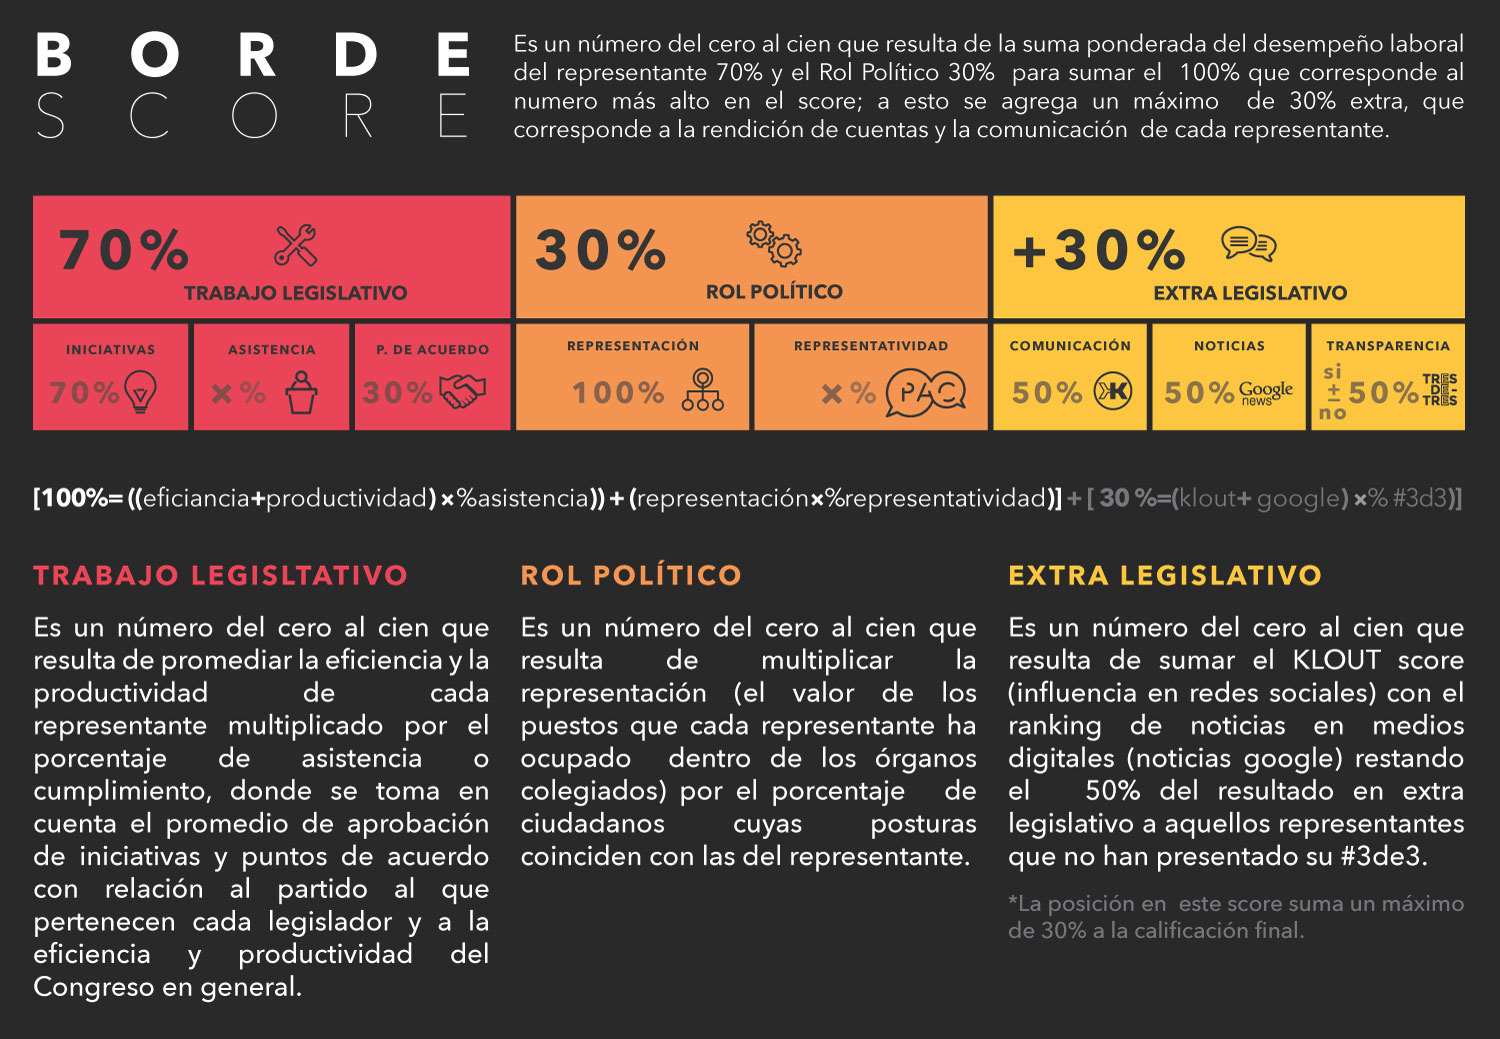 BORDE
SCORE
Es un número del cero al cien que resulta de la suma ponderada del desempeño laboral
del representante 70% y el Rol Político 30% para sumar el 100% que corresponde al
numero más alto en el score; a esto se agrega un máximo de 30% extra, que
corresponde a la rendición de cuentas y la comunicación de cada representante.
70%
TRABAJO LEGISLATIVO
30%
ROL POLÍTICO
+30%
EXTRA LEGISLATIVO
INICIATIVAS
70%
ASISTENCIA
×%
P. DE ACUERDO
30%
REPRESENTACIÓN
100%
REPRESENTATIVIDAD
×%
PAC
COMUNICACIÓN
50%
K
NOTICIAS
50%
Google
news
TRANSPARENCIA
si
±
no
50%
TRES
DE-
TRES
[100%= ((eficiancia+productividad) ×%asistencia)) + (representación×%representatividad)] + [ 30 %=(klout+ google) ×% #3d3)]
TRABAJO LEGISLTATIVO
Es un número del cero al cien que
resulta de promediar la eficiencia y la
productividad de cada
representante multiplicado por el
porcentaje de asistencia o
cumplimiento, donde se toma en
cuenta el promedio de aprobación
de iniciativas y puntos de acuerdo
con relación al partido al que
pertenecen cada legislador y a la
eficiencia y productividad del
Congreso en general.
ROL POLÍTICO
Es un número del cero al cien que
resulta de multiplicar la
representación (el valor de los
puestos que cada representante ha
ocupado dentro de los órganos
colegiados) por el porcentaje de
ciudadanos cuyas posturas
coinciden con las del representante.
EXTRA LEGISLATIVO
Es un número del cero al cien que
resulta de sumar el KLOUT score
(influencia en redes sociales) con el
ranking de noticias en medios
digitales (noticias google) restando
el 50% del resultado en extra
legislativo a aquellos representantes
que no han presentado su #3de3.
*La posición en este score suma un máximo
de 30% a la calificación final.